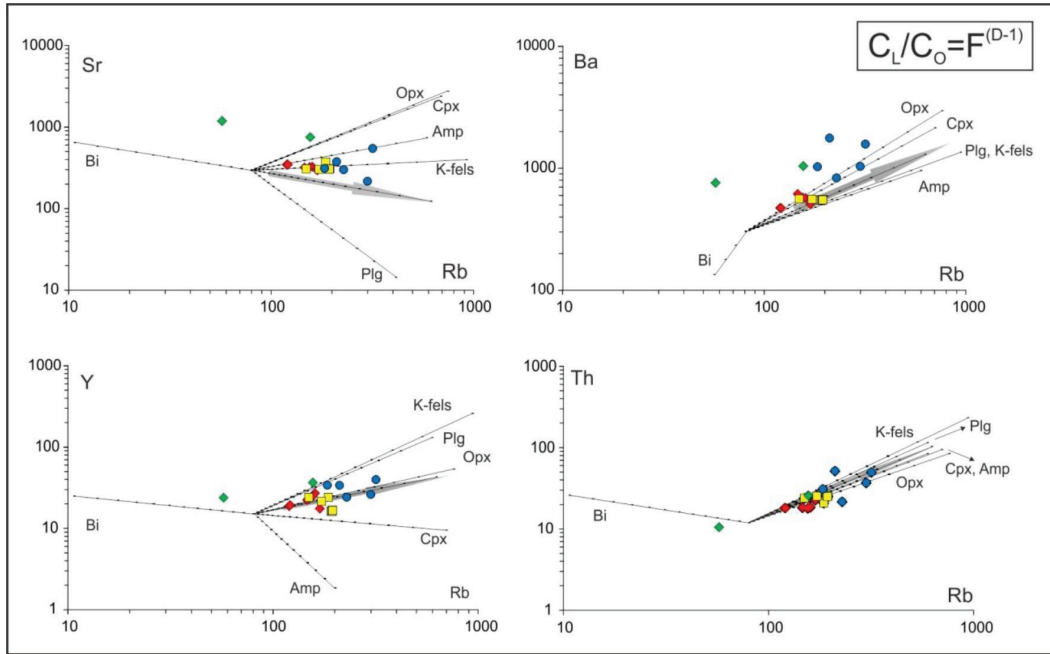 C_L/C_O=F^(D-1)
10000
Sr
1000
100
10
Opx
Cpx
Amp
K-fels
Bi
Plg
Rb
10 100 1000
10000
Ba
1000
100
Opx
Cpx
Plg, K-fels
Amp
Bi
Rb
10 100 1000
1000
Y
100
10
1
K-fels
Plg
Opx
Bi
Cpx
Amp
Rb
10 100 1000
1000
Th
100
10
1
K-fels
Plg
Cpx, Amp
Opx
Bi
Rb
10 100 1000